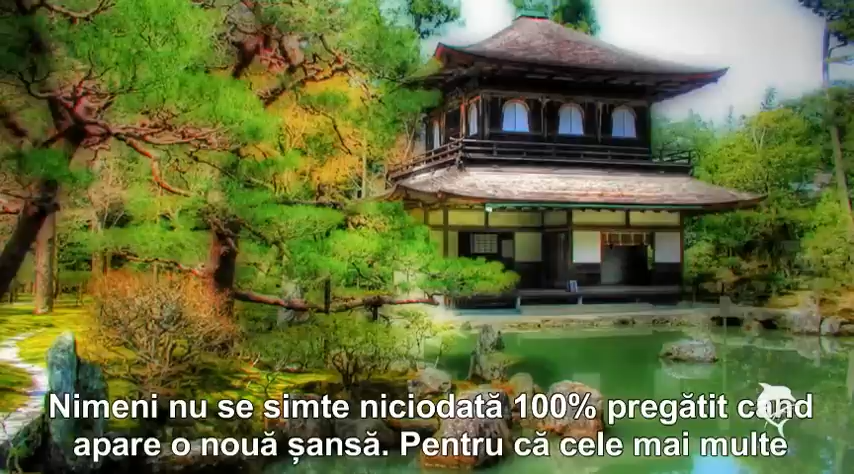 Nimeni nu se simte niciodată 100% pregătit când
apare o nouă șansă. Pentru că cele mai multe